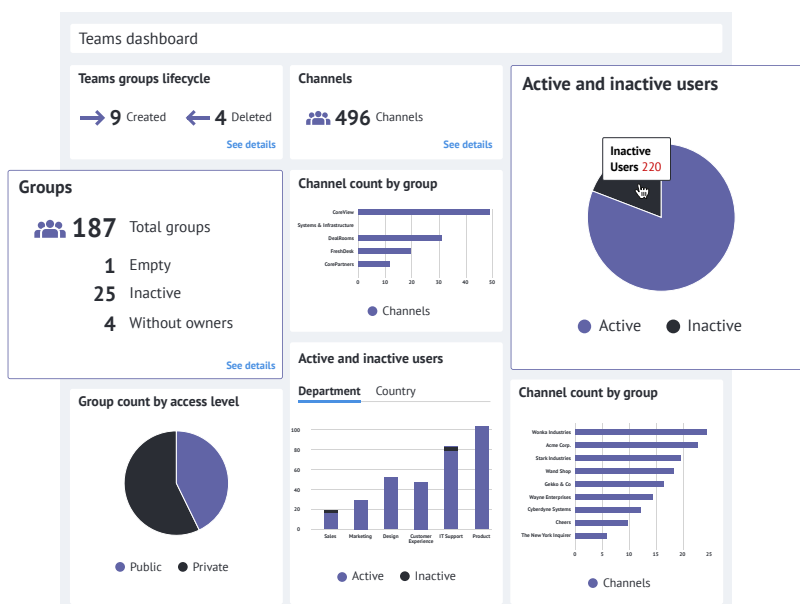 Teams dashboard
Teams groups lifecycle
9 Created
4 Deleted
See details
Channels
496 Channels
See details
Active and inactive users
Inactive
Users 220
Active
Inactive
Groups
187 Total groups
1 Empty
25 Inactive
4 Without owners
See details
Channel count by group
CoreView
Systems & Infrastructure
DealRooms
FreshDesk
CorePartners
0 10 20 30 40 50
Channels
Group count by access level
Public
Private
Active and inactive users
Department Country
100
80
60
40
20
0
Sales Marketing Design Customer Experience IT Support Product
Active
Inactive
Channel count by group
Wonka Industries
Acme Corp.
Stark Industries
Wand Shop
Gekko & Co
Wayne Enterprises
Cyberdyne Systems
Cheers
The New York Inquirer
0 5 10 15 20 25
Channels